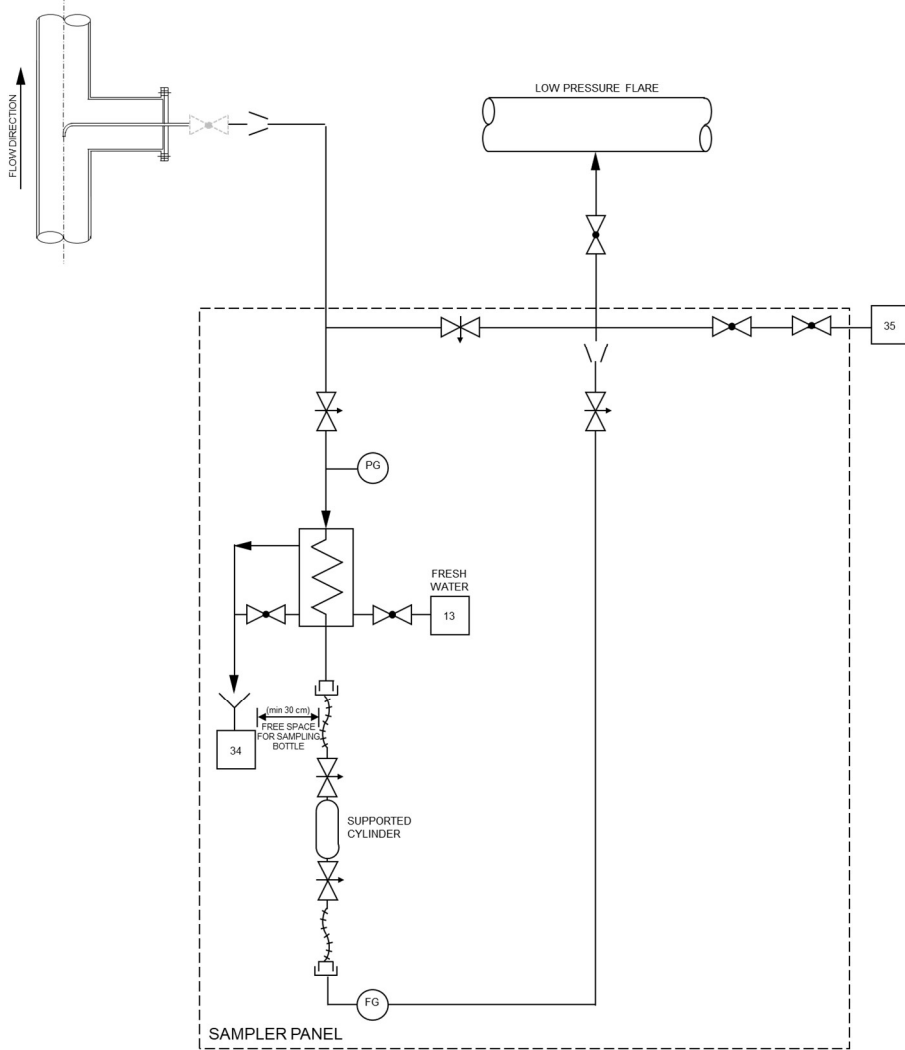 FLOW DIRECTION
LOW PRESSURE FLARE
35
PG
FRESH
WATER
13
(min 30 cm)
FREE SPACE
FOR SAMPLING
BOTTLE
34
SUPPORTED
CYLINDER
FG
SAMPLER PANEL